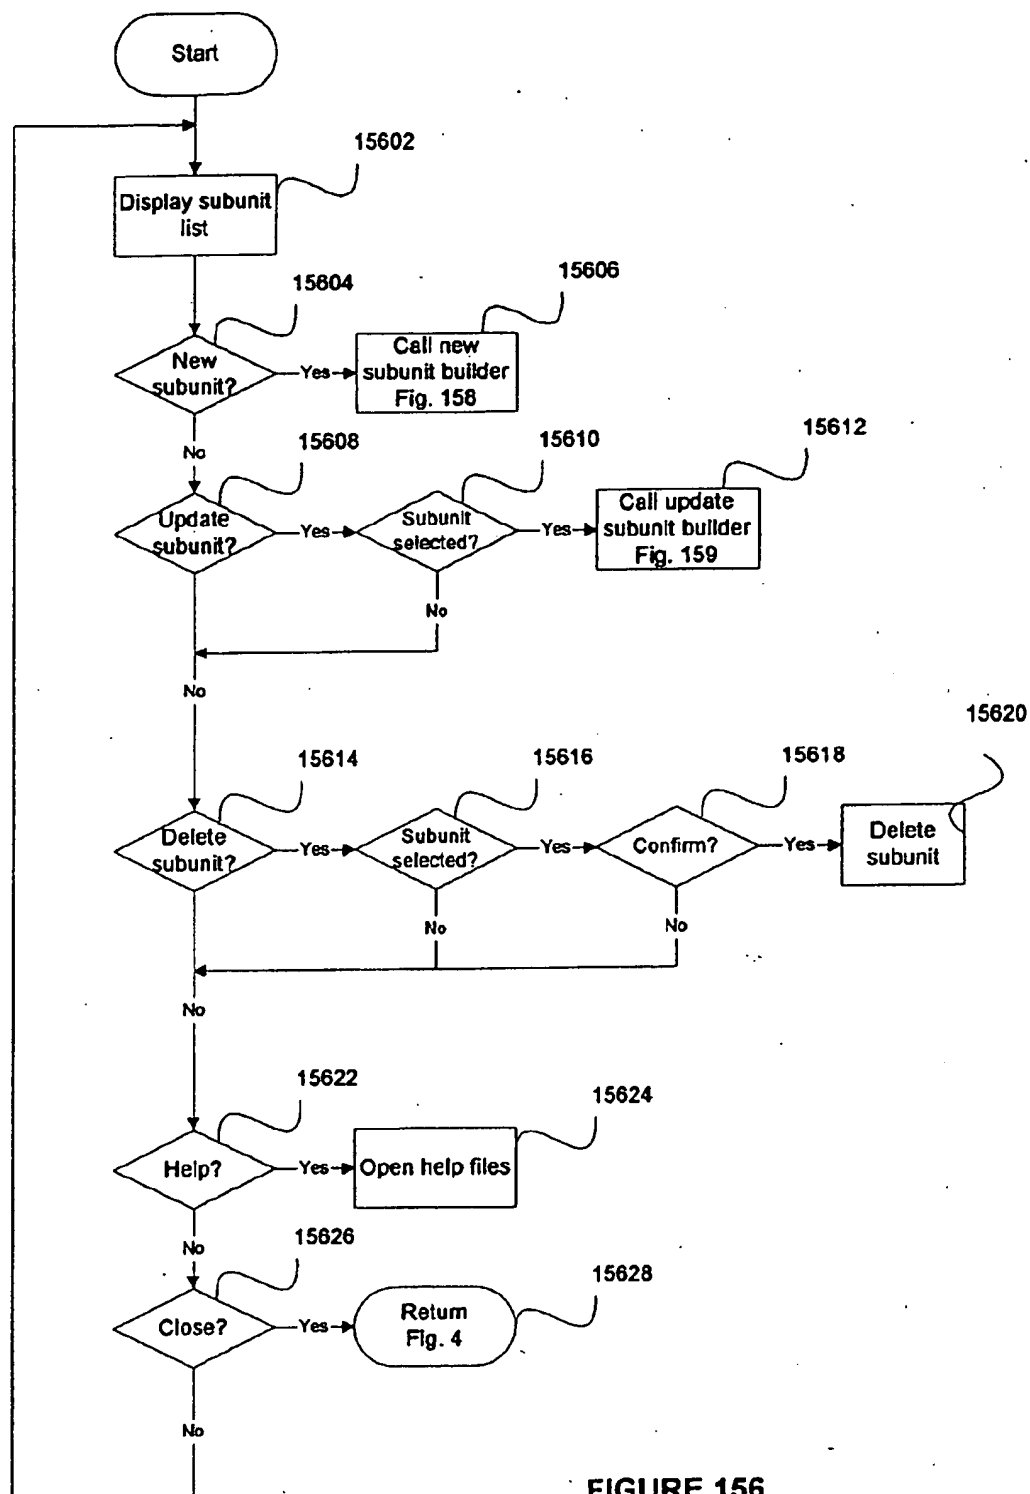 Start
15602
Display subunit
list
15604
15606
New
subunit?
Yes
Call new
subunit builder
Fig. 158
No
15608
15610
15612
Update
subunit?
Yes
Subunit
selected?
Yes
Call update
subunit builder
Fig. 159
No
No
15614
15616
15618
15620
Delete
subunit?
Yes
Subunit
selected?
Yes
Confirm?
Yes
Delete
subunit
No
No
No
15622
15624
Help?
Yes
Open help files
No
15626
15628
Close?
Yes
Return
Fig. 4
No
FIGURE 156